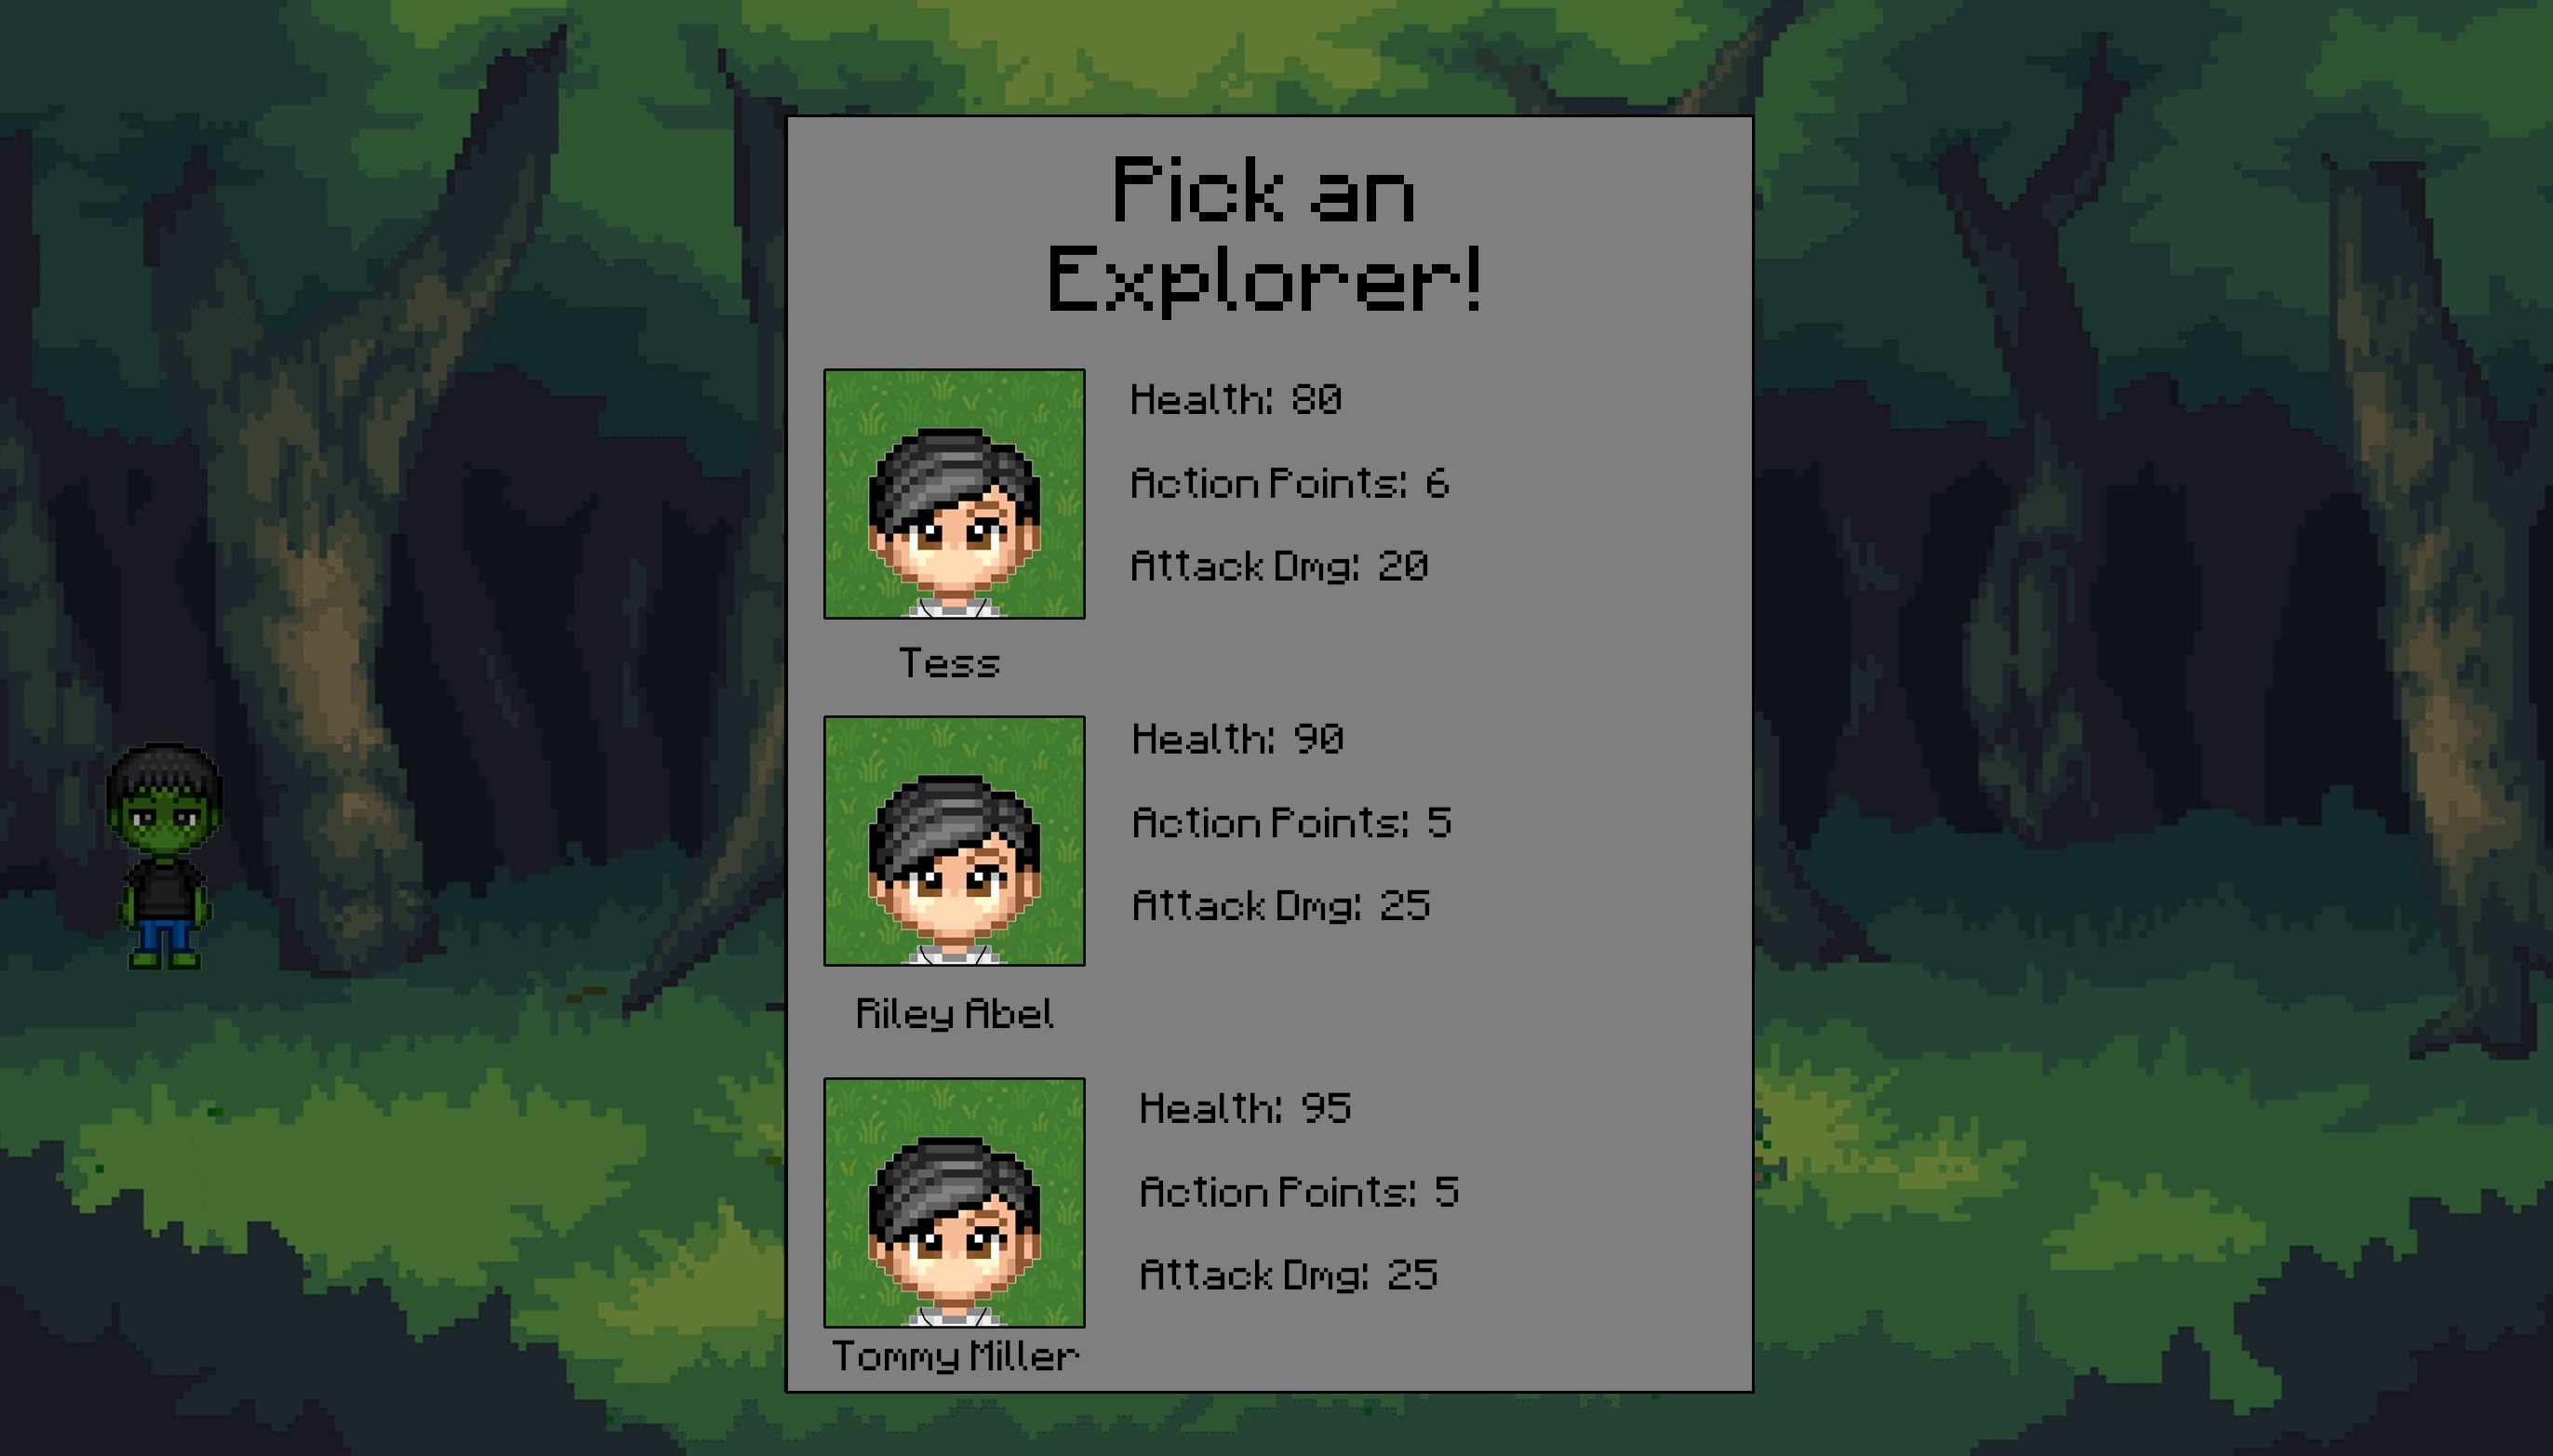 Pick an
Explorer!
Health: 80
Action Points: 6
Attack Dmg: 20
Tess
Health: 90
Action Points: 5
Attack Dmg: 25
Riley Abel
Health: 95
Action Points: 5
Attack Dmg: 25
Tommy Miller